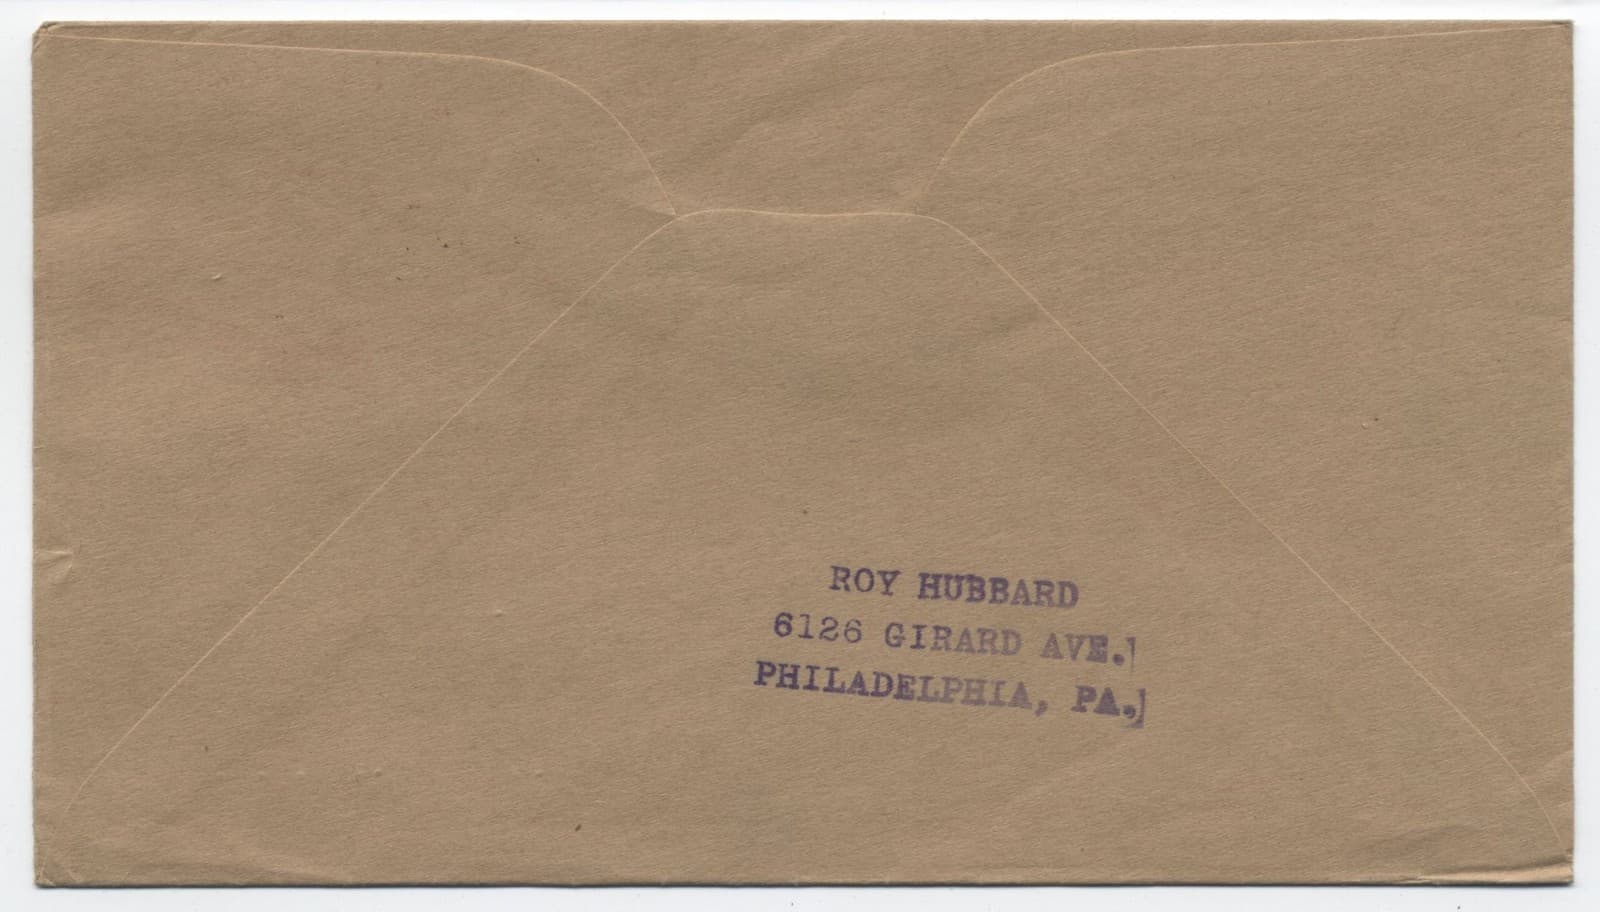 ROY HUBBARD
6126 GIRARD AVE.
PHILADELPHIA, PA.